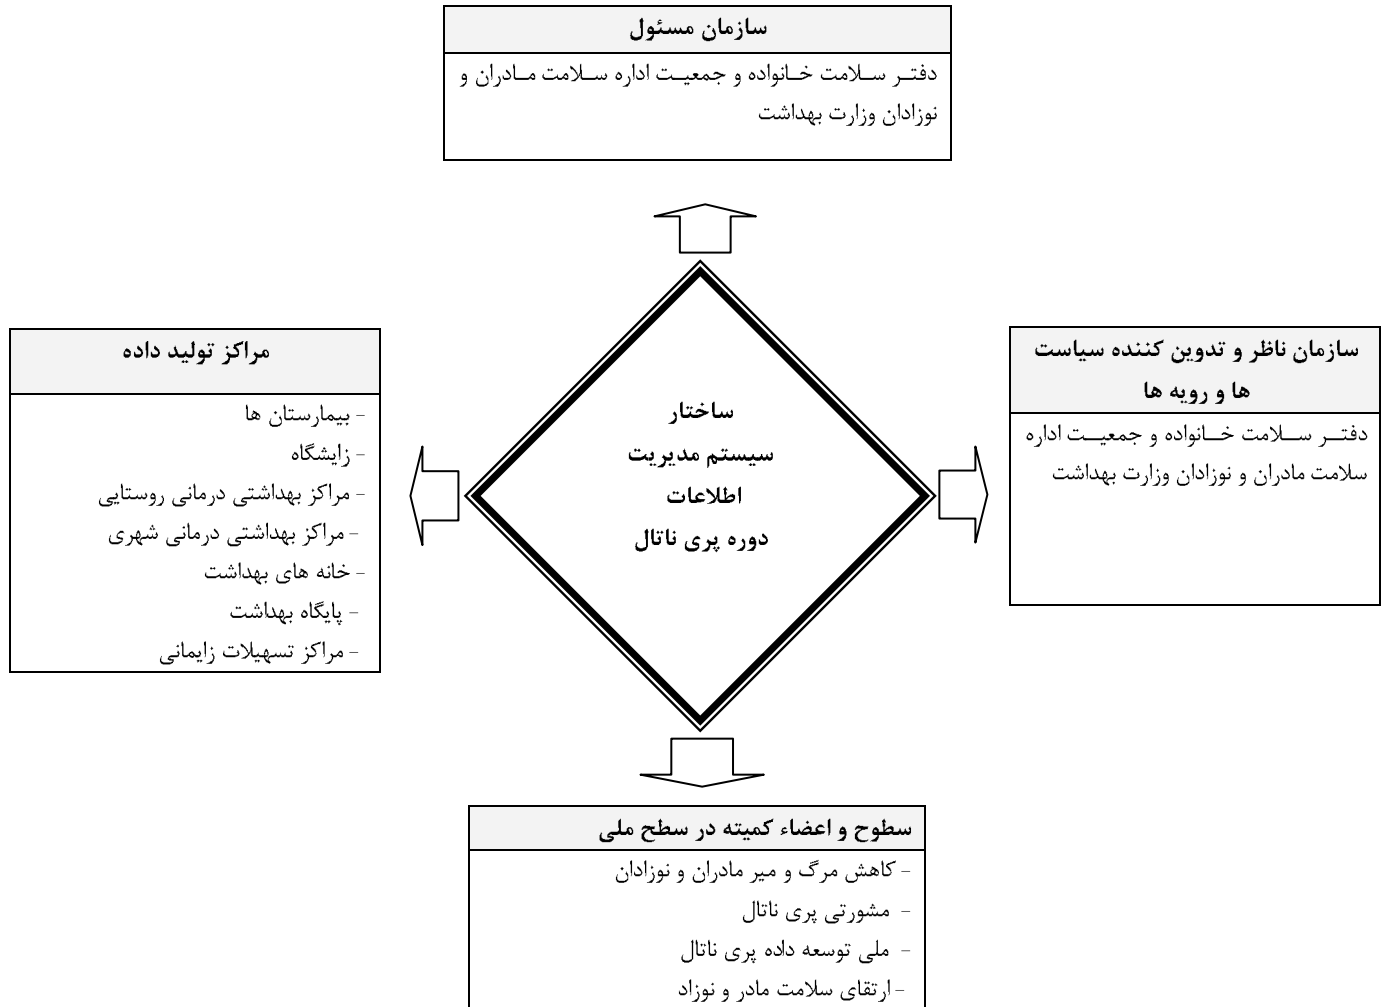 سازمان مسئول
دفتر سلامت خانواده و جمعیت اداره سلامت مادران و
نوزادان وزارت بهداشت
سازمان ناظر و تدوین کننده سیاست
ها و رویه ها
دفتر سلامت خانواده و جمعیت اداره
سلامت مادران و نوزادان وزارت بهداشت
ساختار
سیستم مدیریت
اطلاعات
دوره پری ناتال
مراکز تولید داده
- بیمارستان ها
- زایشگاه
- مراکز بهداشتی درمانی روستایی
- مراکز بهداشتی درمانی شهری
- خانه های بهداشت
- پایگاه بهداشت
- مراکز تسهیلات زایمانی
سطوح و اعضاء کمیته در سطح ملی
- کاهش مرگ و میر مادران و نوزادان
- مشورتی پری ناتال
- ملی توسعه داده پری ناتال
- ارتقای سلامت مادر و نوزاد